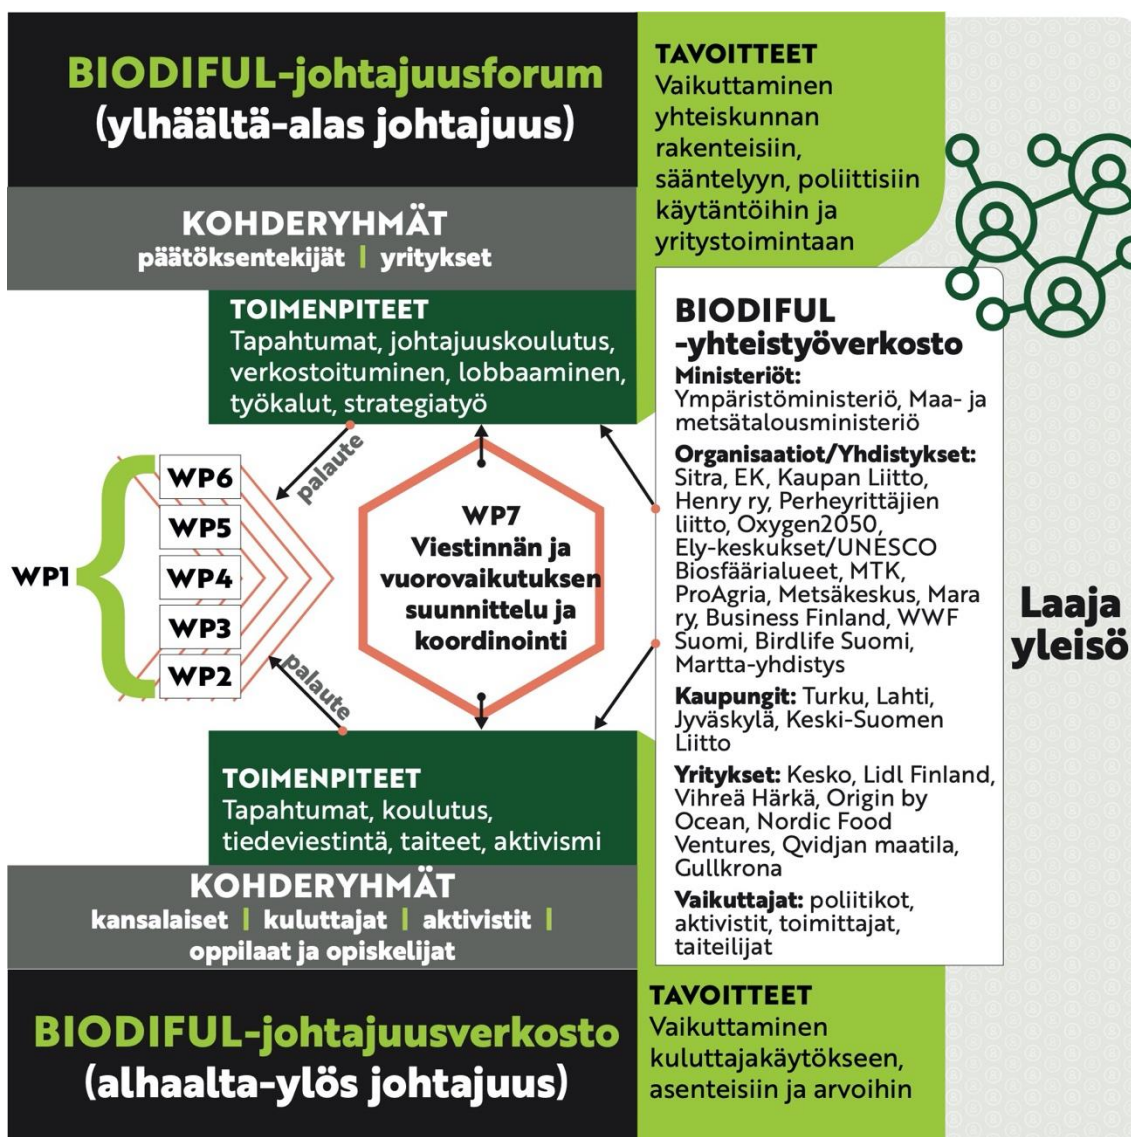 BIODIFUL-johtajuusforum
(ylhäältä-alas johtajuus)
TAVOITTEET
Vaikuttaminen
yhteiskunnan
rakenteisiin,
sääntelyyn, poliittisiin
käytäntöihin ja
yritystoimintaan
KOHDERYHMÄT
päätöksentekijät | yritykset
TOIMENPITEET
Tapahtumat, johtajuuskoulutus,
verkostoituminen, lobbaaminen,
työkalut, strategiatyö
palaute
WP1
WP6
WP5
WP4
WP3
WP2
palaute
WP7
Viestinnän ja
vuorovaikutuksen
suunnittelu ja
koordinointi
BIODIFUL
-yhteistyöverkosto
Ministeriöt:
Ympäristöministeriö, Maa- ja
metsätalousministeriö
Organisaatiot/Yhdistykset:
Sitra, EK, Kaupan Liitto,
Henry ry, Perheyrittäjien
liitto, Oxygen2050,
Ely-keskukset/UNESCO
Biosfäärialueet, MTK,
ProAgria, Metsäkeskus, Mara
ry, Business Finland, WWF
Suomi, Birdlife Suomi,
Martta-yhdistys
Kaupungit: Turku, Lahti,
Jyväskylä, Keski-Suomen
Liitto
Yritykset: Kesko, Lidl Finland,
Vihreä Härkä, Origin by
Ocean, Nordic Food
Ventures, Qvidjan maatila,
Gullkrona
Vaikuttajat: poliitikot,
aktivistit, toimittajat,
taiteilijat
Laaja
yleisö
TOIMENPITEET
Tapahtumat, koulutus,
tiedeviestintä, taiteet, aktivismi
KOHDERYHMÄT
kansalaiset | kuluttajat | aktivistit |
oppilaat ja opiskelijat
BIODIFUL-johtajuusverkosto
(alhaalta-ylös johtajuus)
TAVOITTEET
Vaikuttaminen
kuluttajakäytökseen,
asenteisiin ja arvoihin